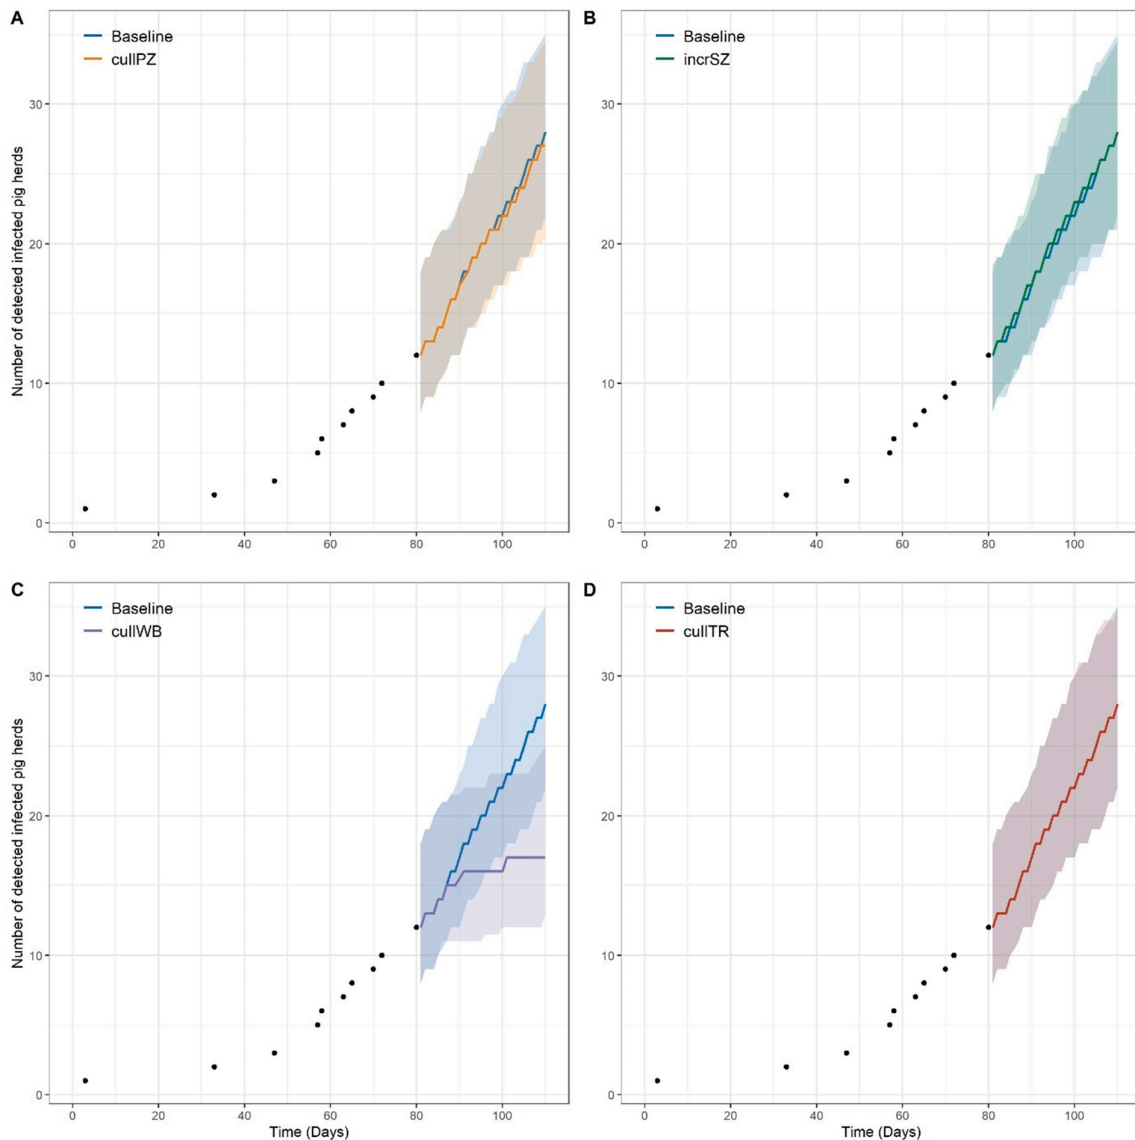 A
Baseline
cullPZ
Number of detected infected pig herds
30
20
10
0
0 20 40 60 80 100
B
Baseline
incrSZ
30
20
10
0
0 20 40 60 80 100
C
Baseline
cullWB
Number of detected infected pig herds
30
20
10
0
0 20 40 60 80 100
Time (Days)
D
Baseline
cullTR
30
20
10
0
0 20 40 60 80 100
Time (Days)